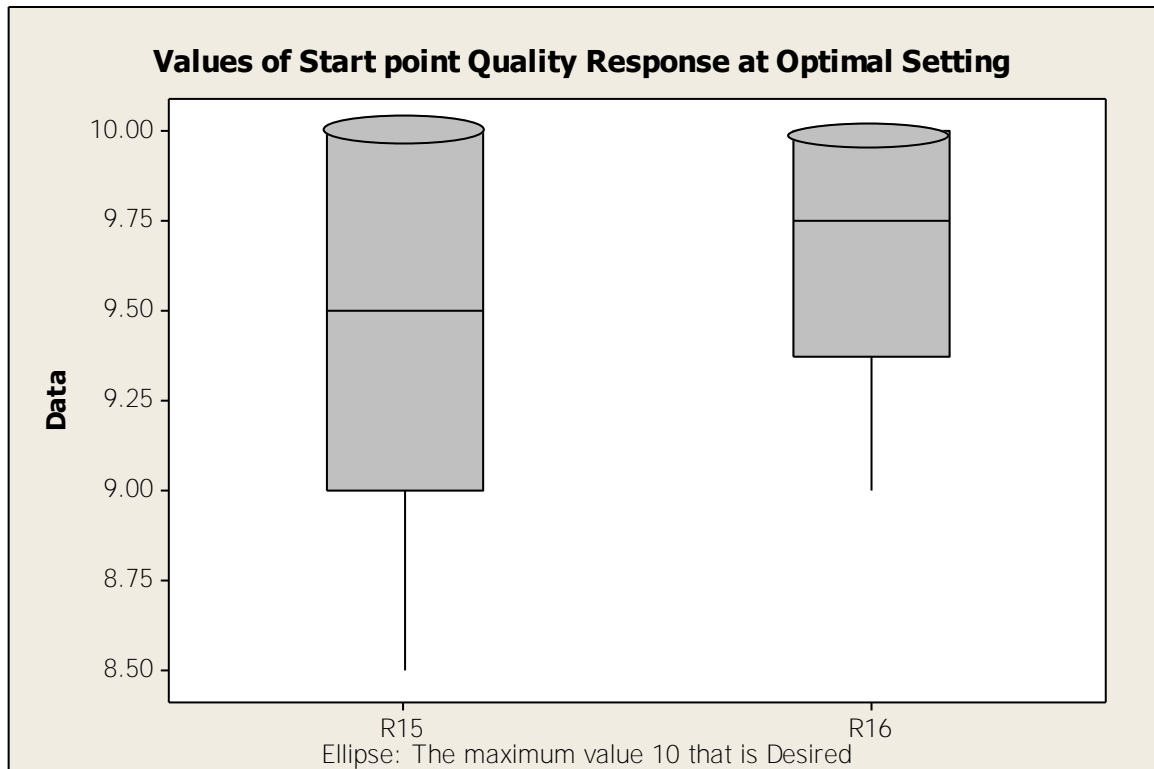 Values of Start point Quality Response at Optimal Setting
10.00
9.75
9.50
9.25
9.00
8.75
8.50
Data
R15 R16
Ellipse: The maximum value 10 that is Desired